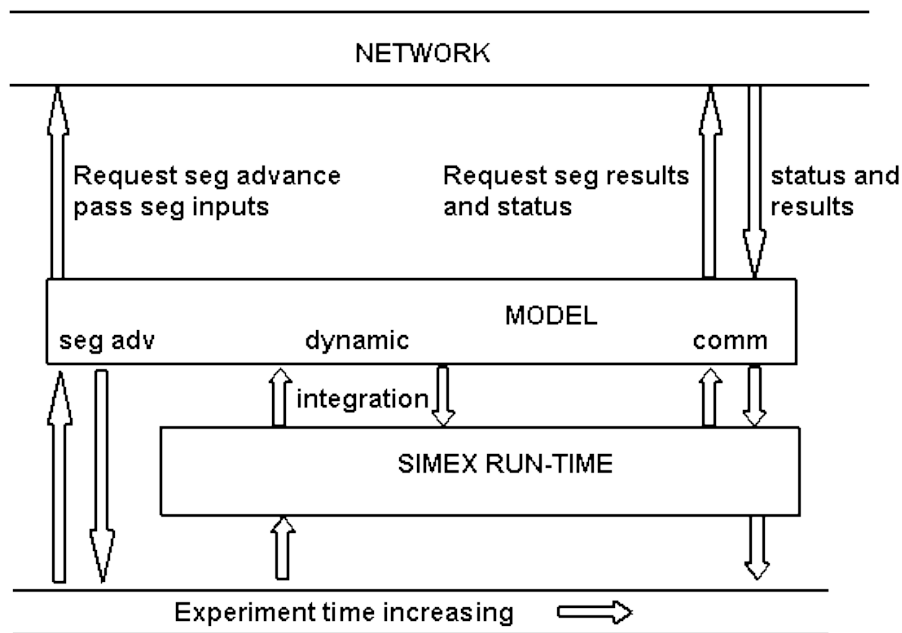 NETWORK
Request seg advance
pass seg inputs
Request seg results
and status
status and
results
MODEL
seg adv
dynamic
comm
integration
SIMEX RUN-TIME
Experiment time increasing